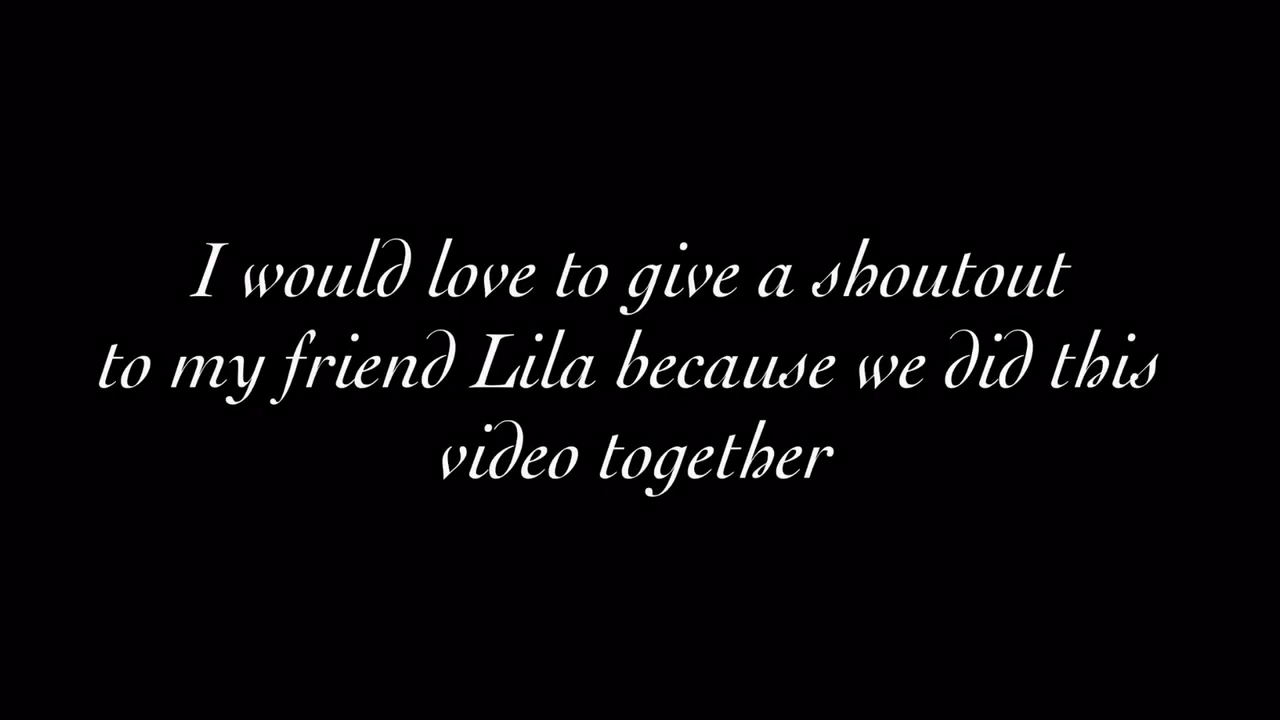 I would love to give a shoutout
to my friend Lila because we did this
video together